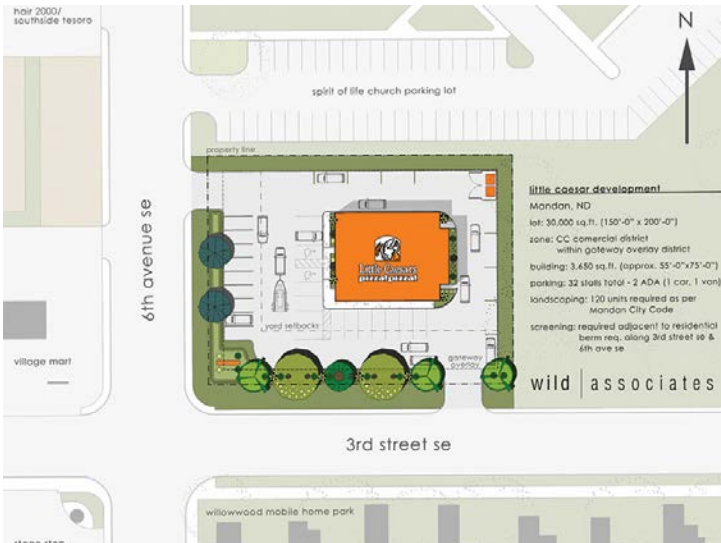 hair 2000/
southside tesoro
N
spirit of life church parking lot
property line
little caesar development
Mandan, ND
lot: 30,000 sq.ft. (150'-0" x 200'-0")
zone: CC comercial district
within gateway overlay district
building: 3,650 sq.ft. (approx. 55'-0"x75'-0")
parking: 32 stalls total - 2 ADA (1 car, 1 van)
landscaping: 120 units required as per
Mandan City Code
screening: required adjacent to residential
berm req. along 3rd street se &
6th ave se
wild | associates
Little Caesars
pizza!pizza!
6th avenue se
yard setbacks
gateway
overlay
village mart
3rd street se
willowwood mobile home park